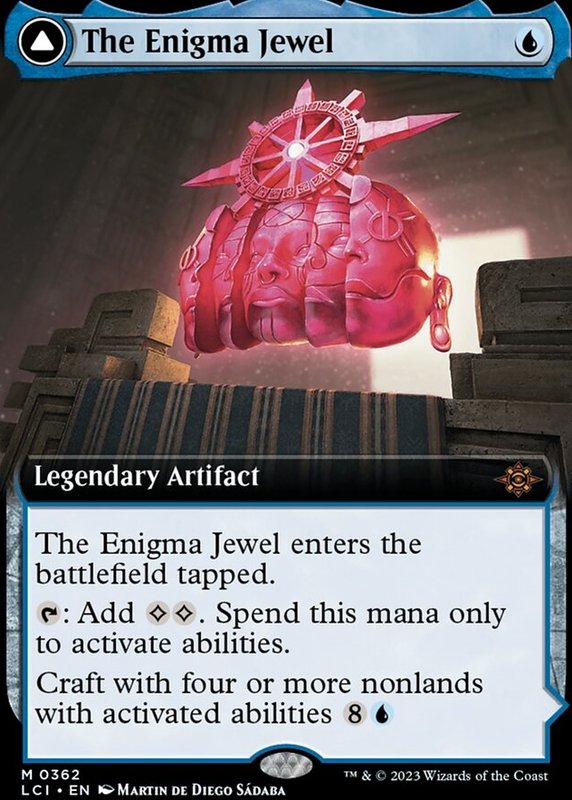 The Enigma Jewel
Legendary Artifact
The Enigma Jewel enters the
battlefield tapped.
: Add . Spend this mana only
to activate abilities.
Craft with four or more nonlands
with activated abilities 8
M 0362
LCI • EN MARTIN DE DIEGO SÁDABA
™ & © 2023 Wizards of the Coast